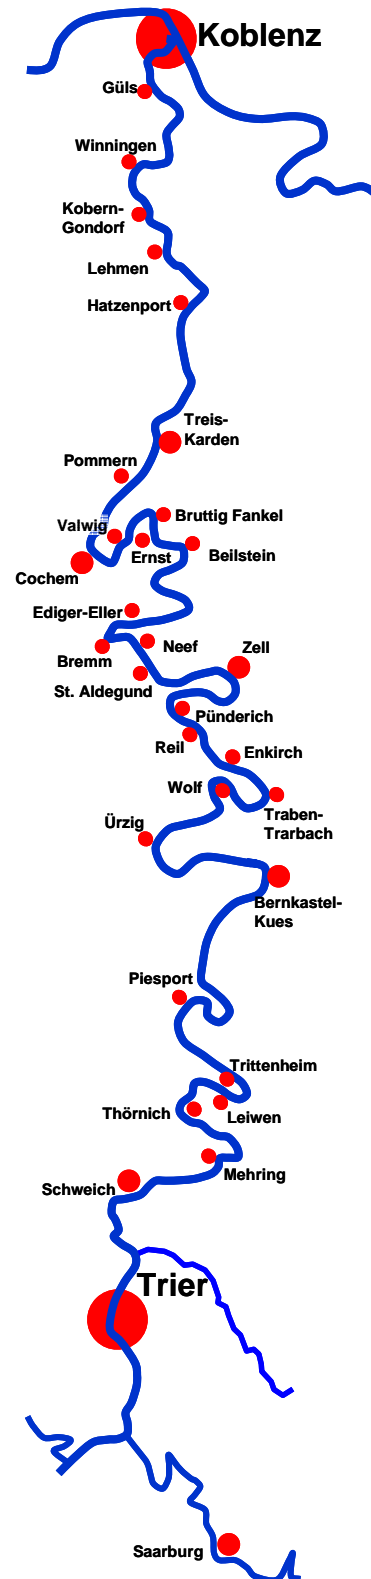 Koblenz
Güls
Winningen
Kobern-
Gondorf
Lehmen
Hatzenport
Treis-
Karden
Pommern
Bruttig Fankel
Valwig
Ernst
Beilstein
Cochem
Ediger-Eller
Neef
Zell
Bremm
St. Aldegund
Pünderich
Reil
Enkirch
Wolf
Traben-
Trarbach
Ürzig
Bernkastel-
Kues
Piesport
Trittenheim
Thörnich
Leiwen
Mehring
Schweich
Trier
Saarburg